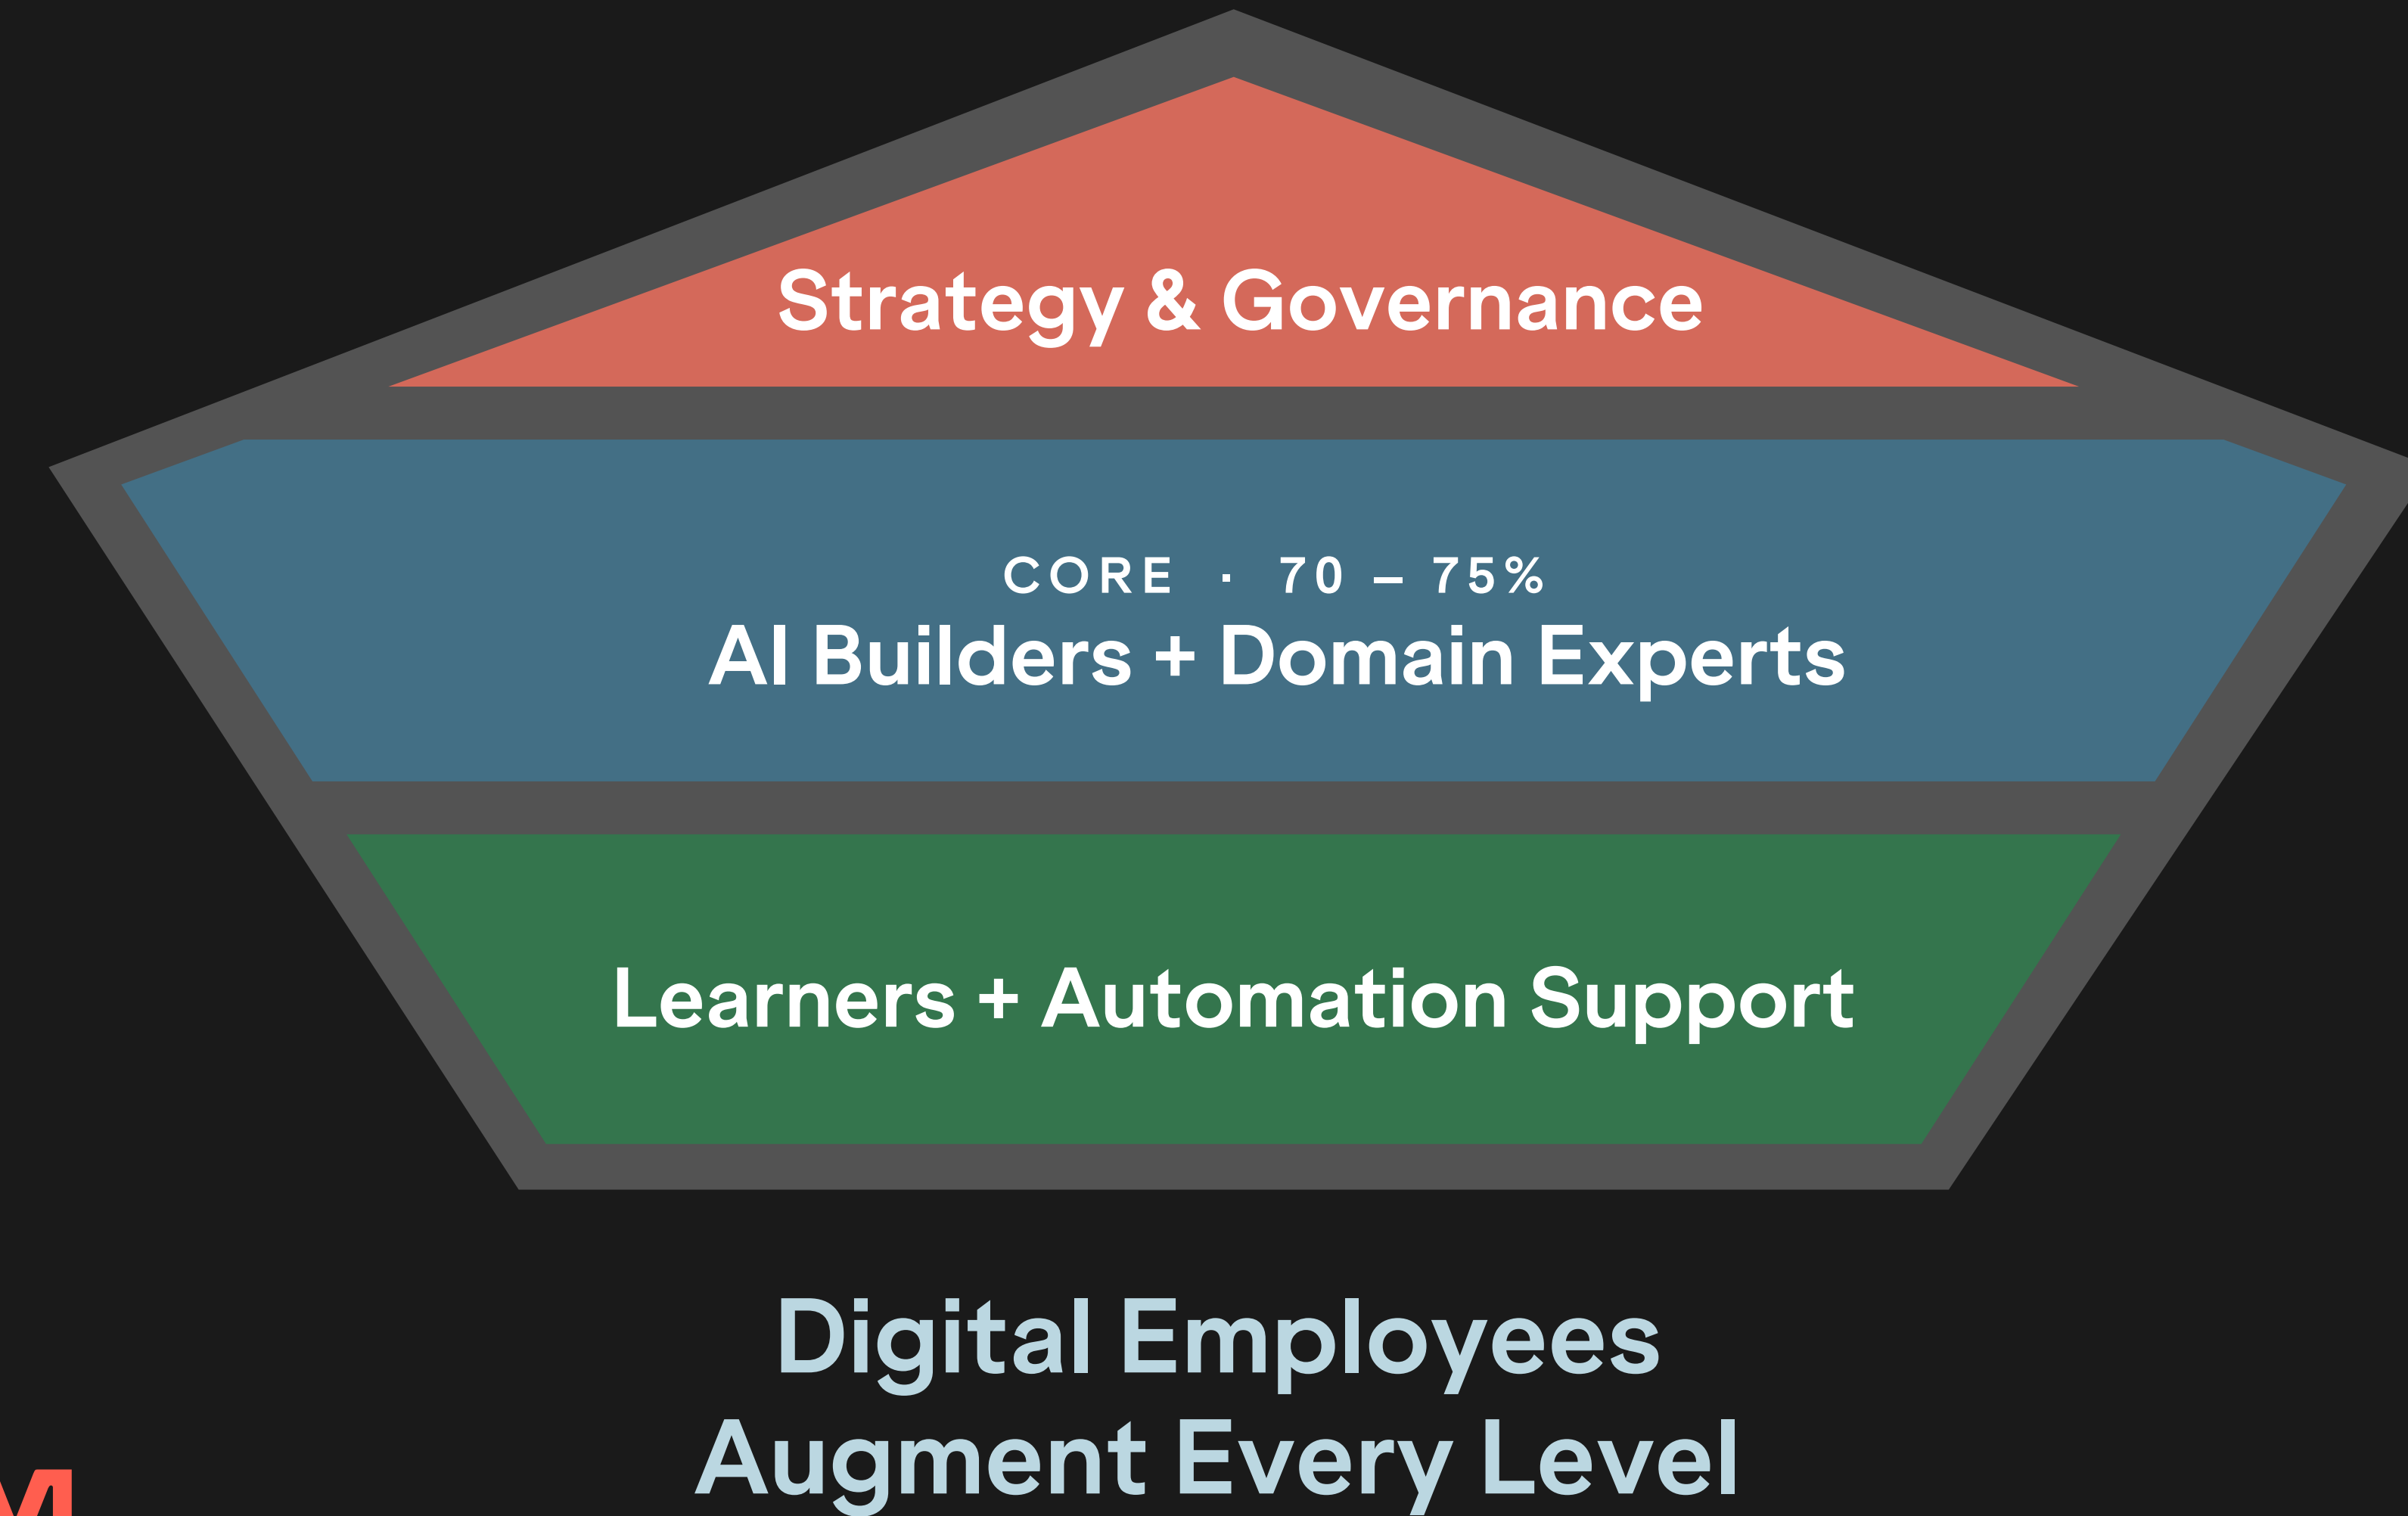 Strategy & Governance
CORE · 70 – 75%
AI Builders + Domain Experts
Learners + Automation Support
Digital Employees
Augment Every Level